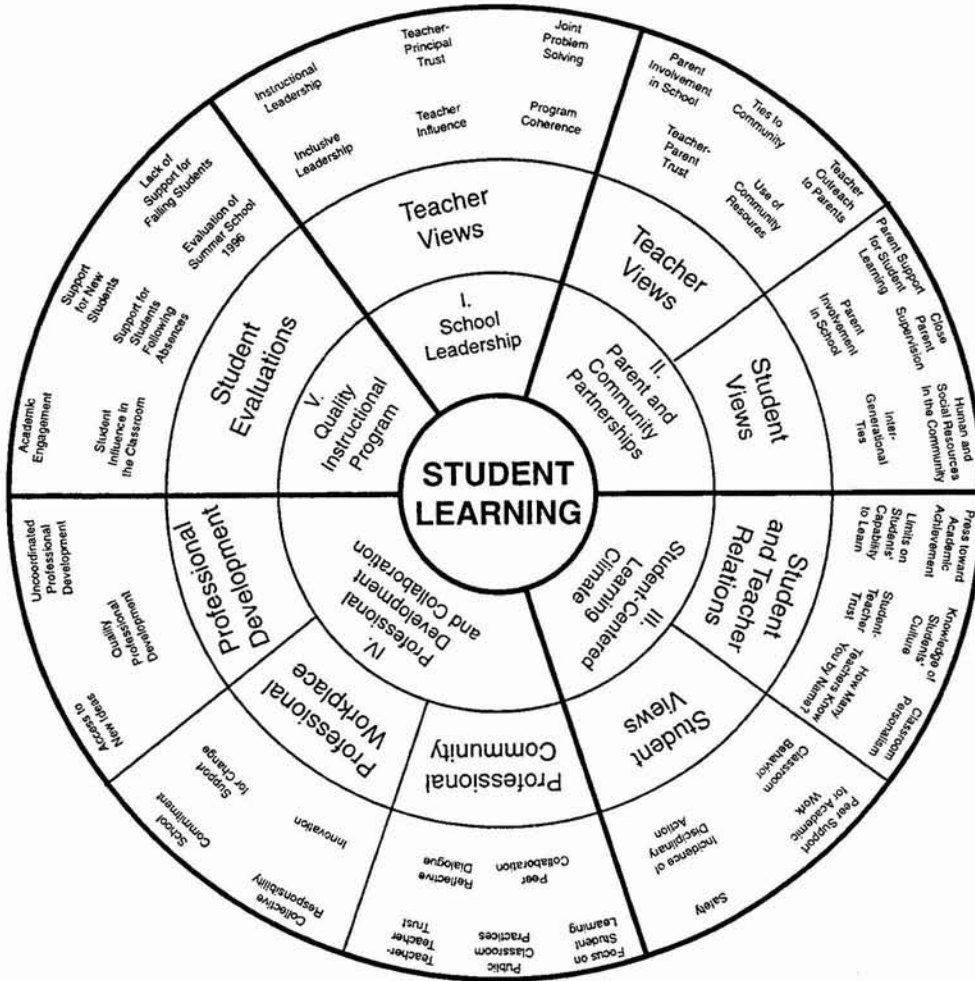 STUDENT
LEARNING
I.
School
Leadership
Teacher
Views
Instructional
Leadership
Teacher-
Principal
Trust
Joint
Problem
Solving
Inclusive
Leadership
Teacher
Influence
Program
Coherence
II.
Parent and
Community
Partnerships
Teacher
Views
Parent
Involvement
in School
Ties to
Community
Teacher
Outreach
to Parents
Teacher-
Parent
Trust
Use of
Community
Resoures
Student
Views
Parent Support
for Student
Learning
Close
Parent
Supervision
Human and
Social Resources
in the Community
Parent
Involvement
in School
Inter-
Generational
Ties
III.
Student-Centered
Learning
Climate
Student
and Teacher
Relations
Press toward
Academic
Achievement
Limits on
Students'
Capability
to Learn
Knowledge of
Students'
Culture
Student-
Teacher
Trust
How Many
Teachers Know
You by Name?
Classroom
Personalism
Student
Views
Classroom
Behavior
Peer Support
for Academic
Work
Incidence of
Disciplinary
Action
Safety
IV.
Professional
Development
and Collaboration
Professional
Community
Peer
Collaboration
Reflective
Dialogue
Focus on
Student
Learning
Public
Classroom
Practices
Teacher-
Teacher
Trust
Professional
Workplace
Innovation
Support
for Change
Collective
Responsibility
School
Commitment
Professional
Development
Access to
New Ideas
Quality
Professional
Development
Uncoordinated
Professional
Development
V.
Quality
Instructional
Program
Student
Evaluations
Academic
Engagement
Student
Influence in
the Classroom
Support
for New
Students
Support for
Students
Following
Absences
Lack of
Support for
Falling Students
Evaluation of
Summer School
1996